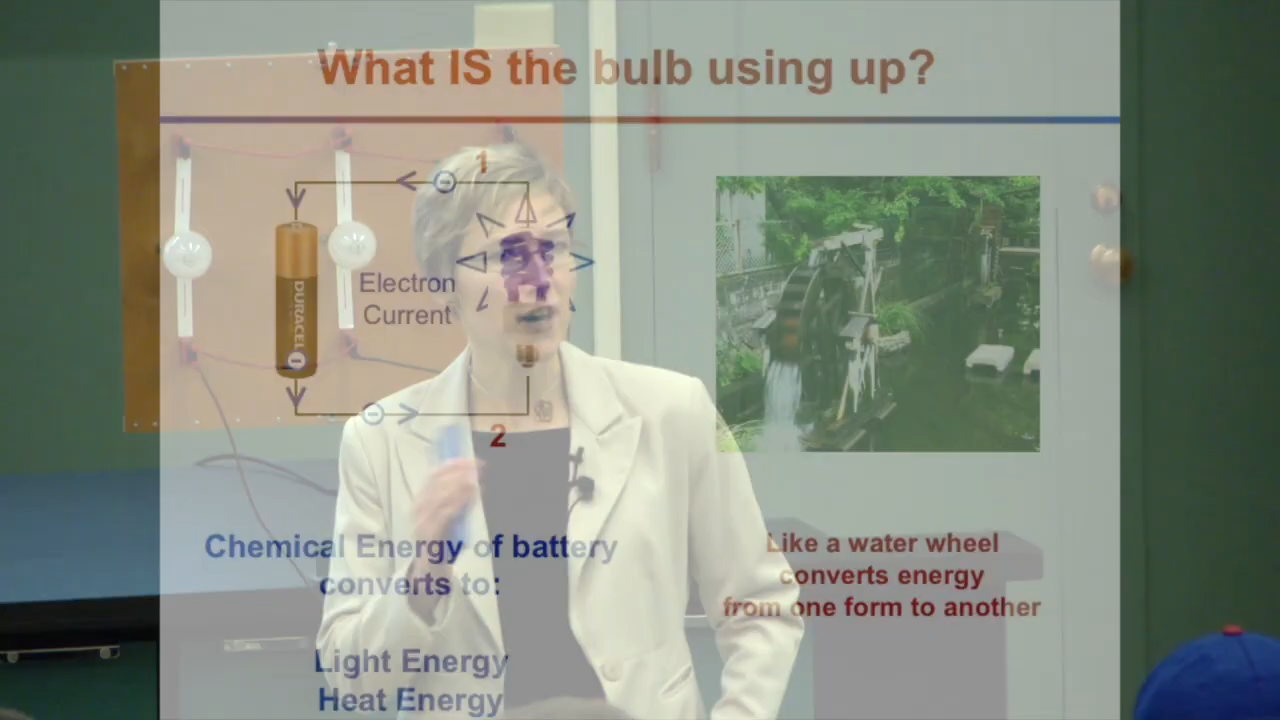 What IS the bulb using up?
1
DURACELL
Electron
Current
2
Chemical Energy of battery
converts to:
Light Energy
Heat Energy
Like a water wheel
converts energy
from one form to another